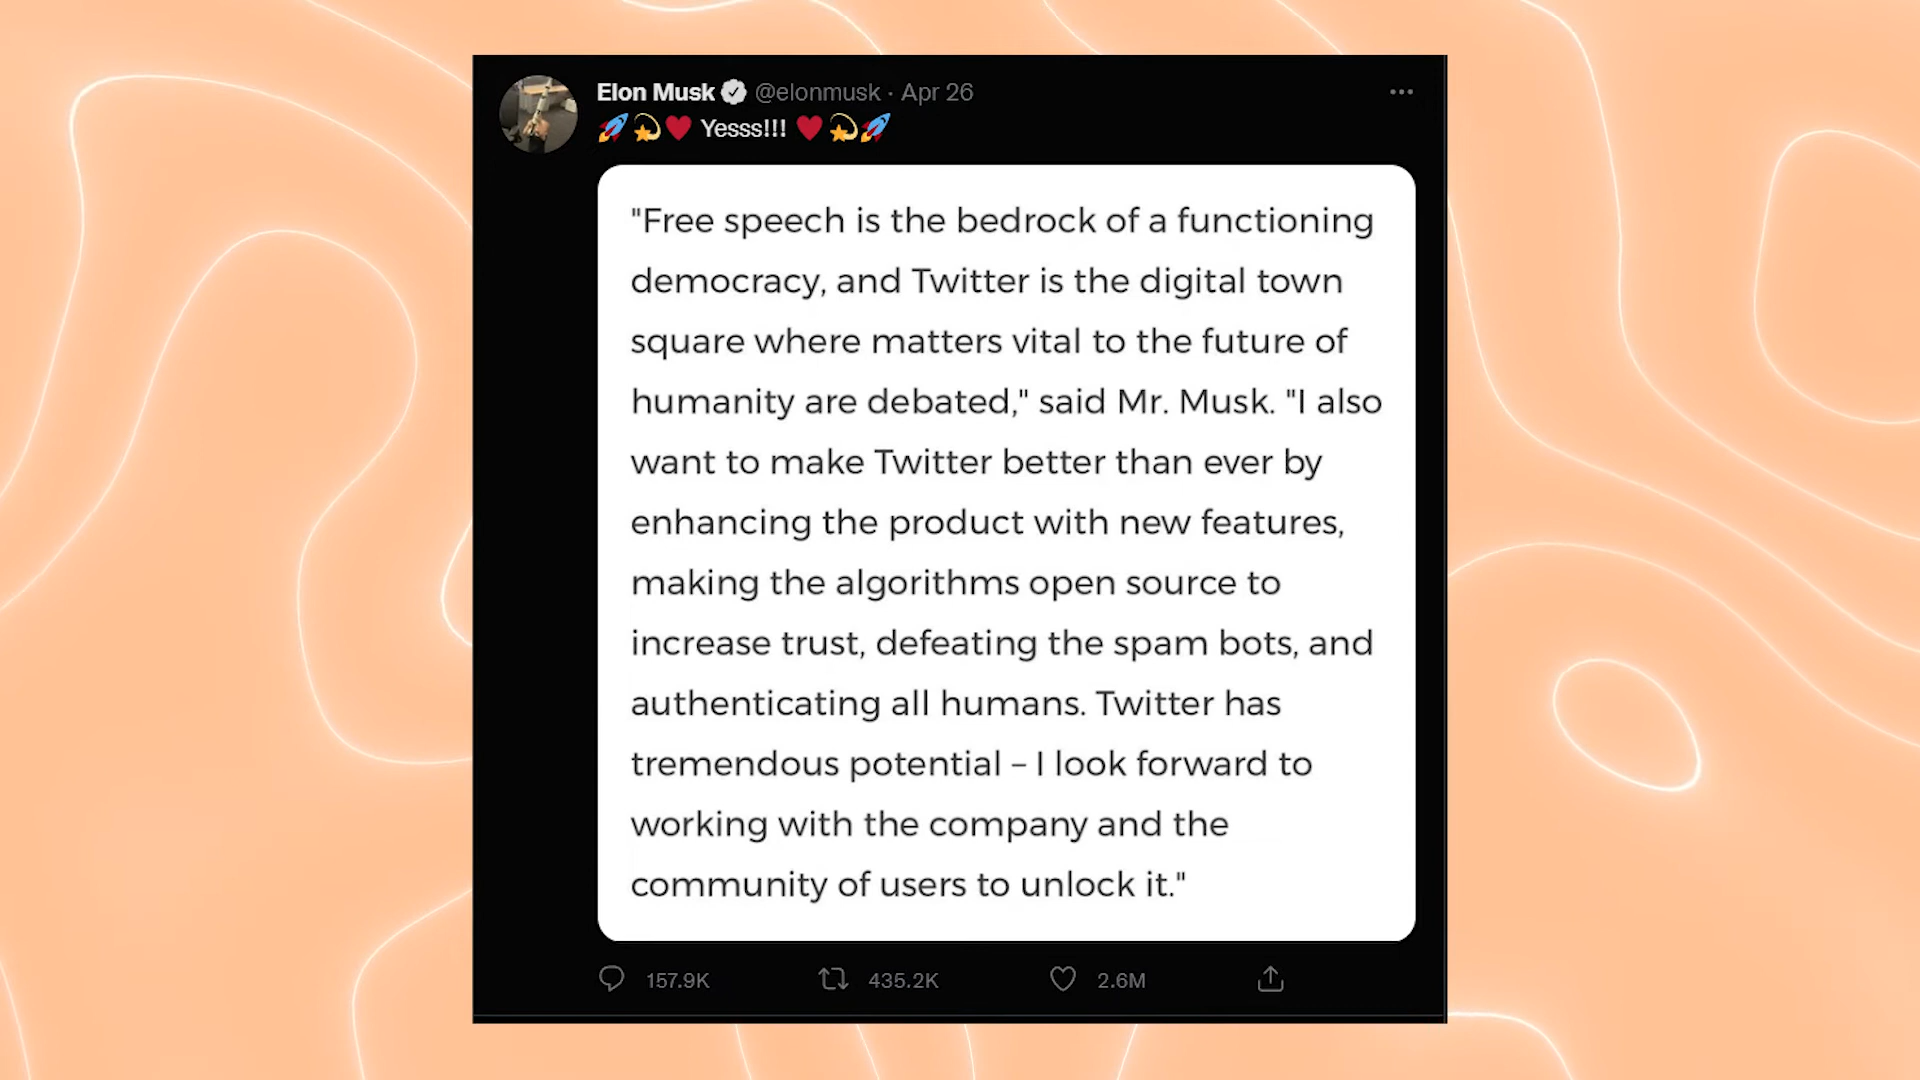 Elon Musk @elonmusk · Apr 26
🚀💫♥ Yesss!!! ♥💫🚀
"Free speech is the bedrock of a functioning
democracy, and Twitter is the digital town
square where matters vital to the future of
humanity are debated," said Mr. Musk. "I also
want to make Twitter better than ever by
enhancing the product with new features,
making the algorithms open source to
increase trust, defeating the spam bots, and
authenticating all humans. Twitter has
tremendous potential – I look forward to
working with the company and the
community of users to unlock it."
157.9K 435.2K 2.6M